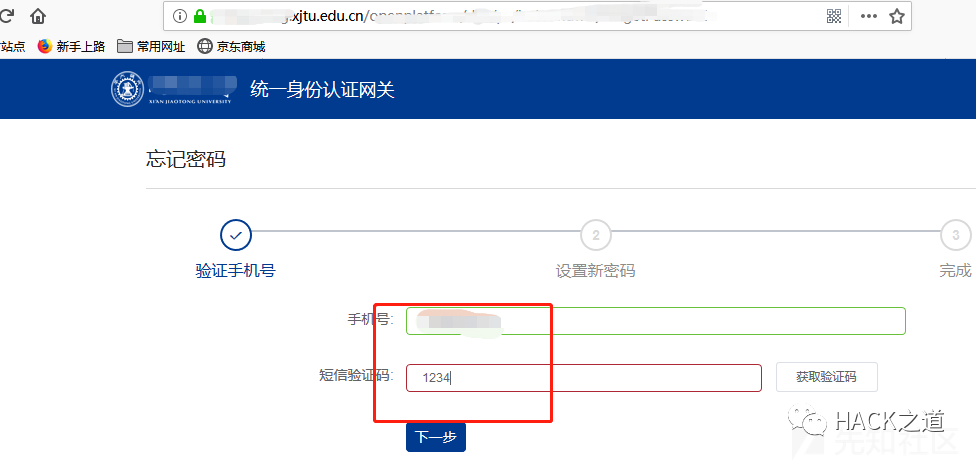 xjtu.edu.cn/openplatform/
站点 新手上路 常用网址 京东商城
XI'AN JIAOTONG UNIVERSITY 统一身份认证网关
忘记密码
2 3
验证手机号 设置新密码 完成
手机号:
短信验证码: 1234 获取验证码
下一步
HACK之道
先知社区